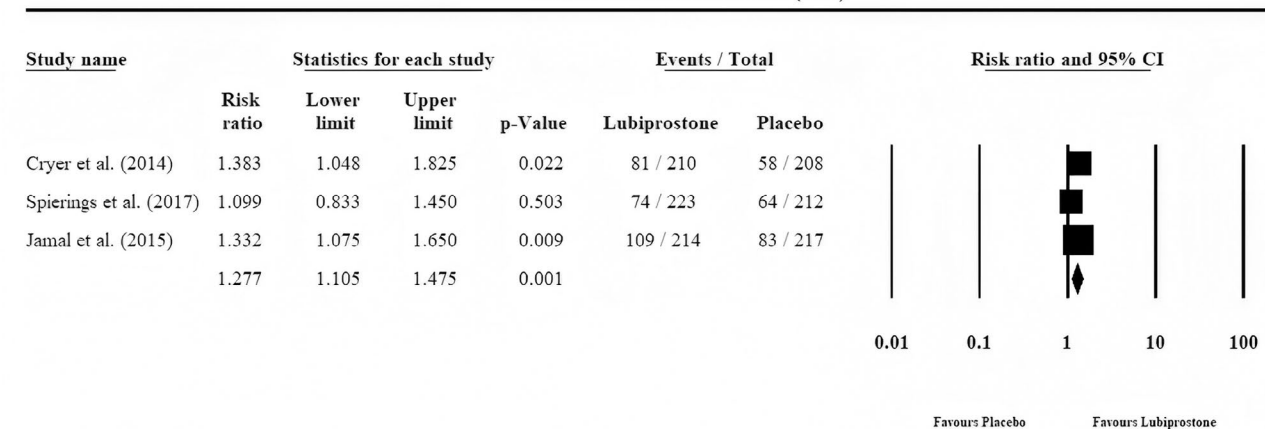 Study name Statistics for each study Events / Total Risk ratio and 95% CI
Risk ratio Lower limit Upper limit p-Value Lubiprostone Placebo
Cryer et al. (2014) 1.383 1.048 1.825 0.022 81 / 210 58 / 208
Spierings et al. (2017) 1.099 0.833 1.450 0.503 74 / 223 64 / 212
Jamal et al. (2015) 1.332 1.075 1.650 0.009 109 / 214 83 / 217
1.277 1.105 1.475 0.001
0.01 0.1 1 10 100
Favours Placebo Favours Lubiprostone